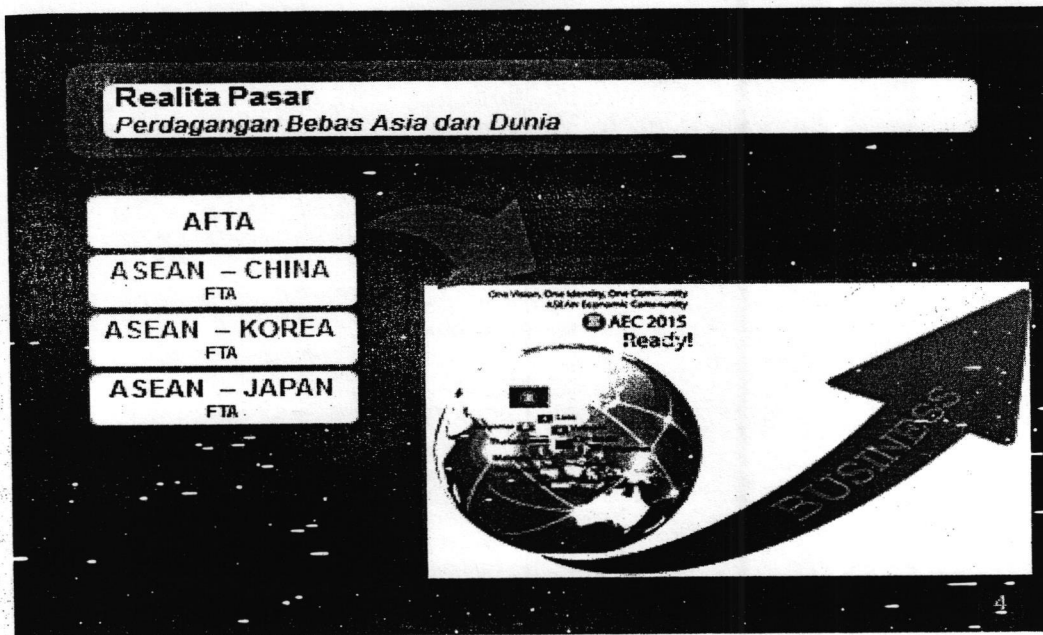 Realita Pasar
Perdagangan Bebas Asia dan Dunia
AFTA
ASEAN – CHINA
FTA
ASEAN – KOREA
FTA
ASEAN – JAPAN
FTA
One Vision, One Identity, One Community
ASEAN Economic Community
AEC 2015
Ready!
BUSINESS
4